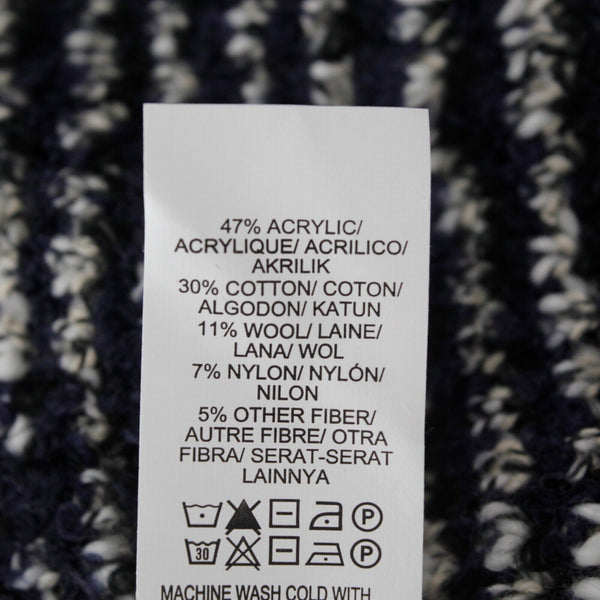 47% ACRYLIC/
ACRYLIQUE/ ACRILICO/
AKRILIK
30% COTTON/ COTON/
ALGODON/ KATUN
11% WOOL/ LAINE/
LANA/ WOL
7% NYLON/ NYLÓN/
NILON
5% OTHER FIBER/
AUTRE FIBRE/ OTRA
FIBRA/ SERAT-SERAT
LAINNYA
P
30 P
MACHINE WASH COLD WITH